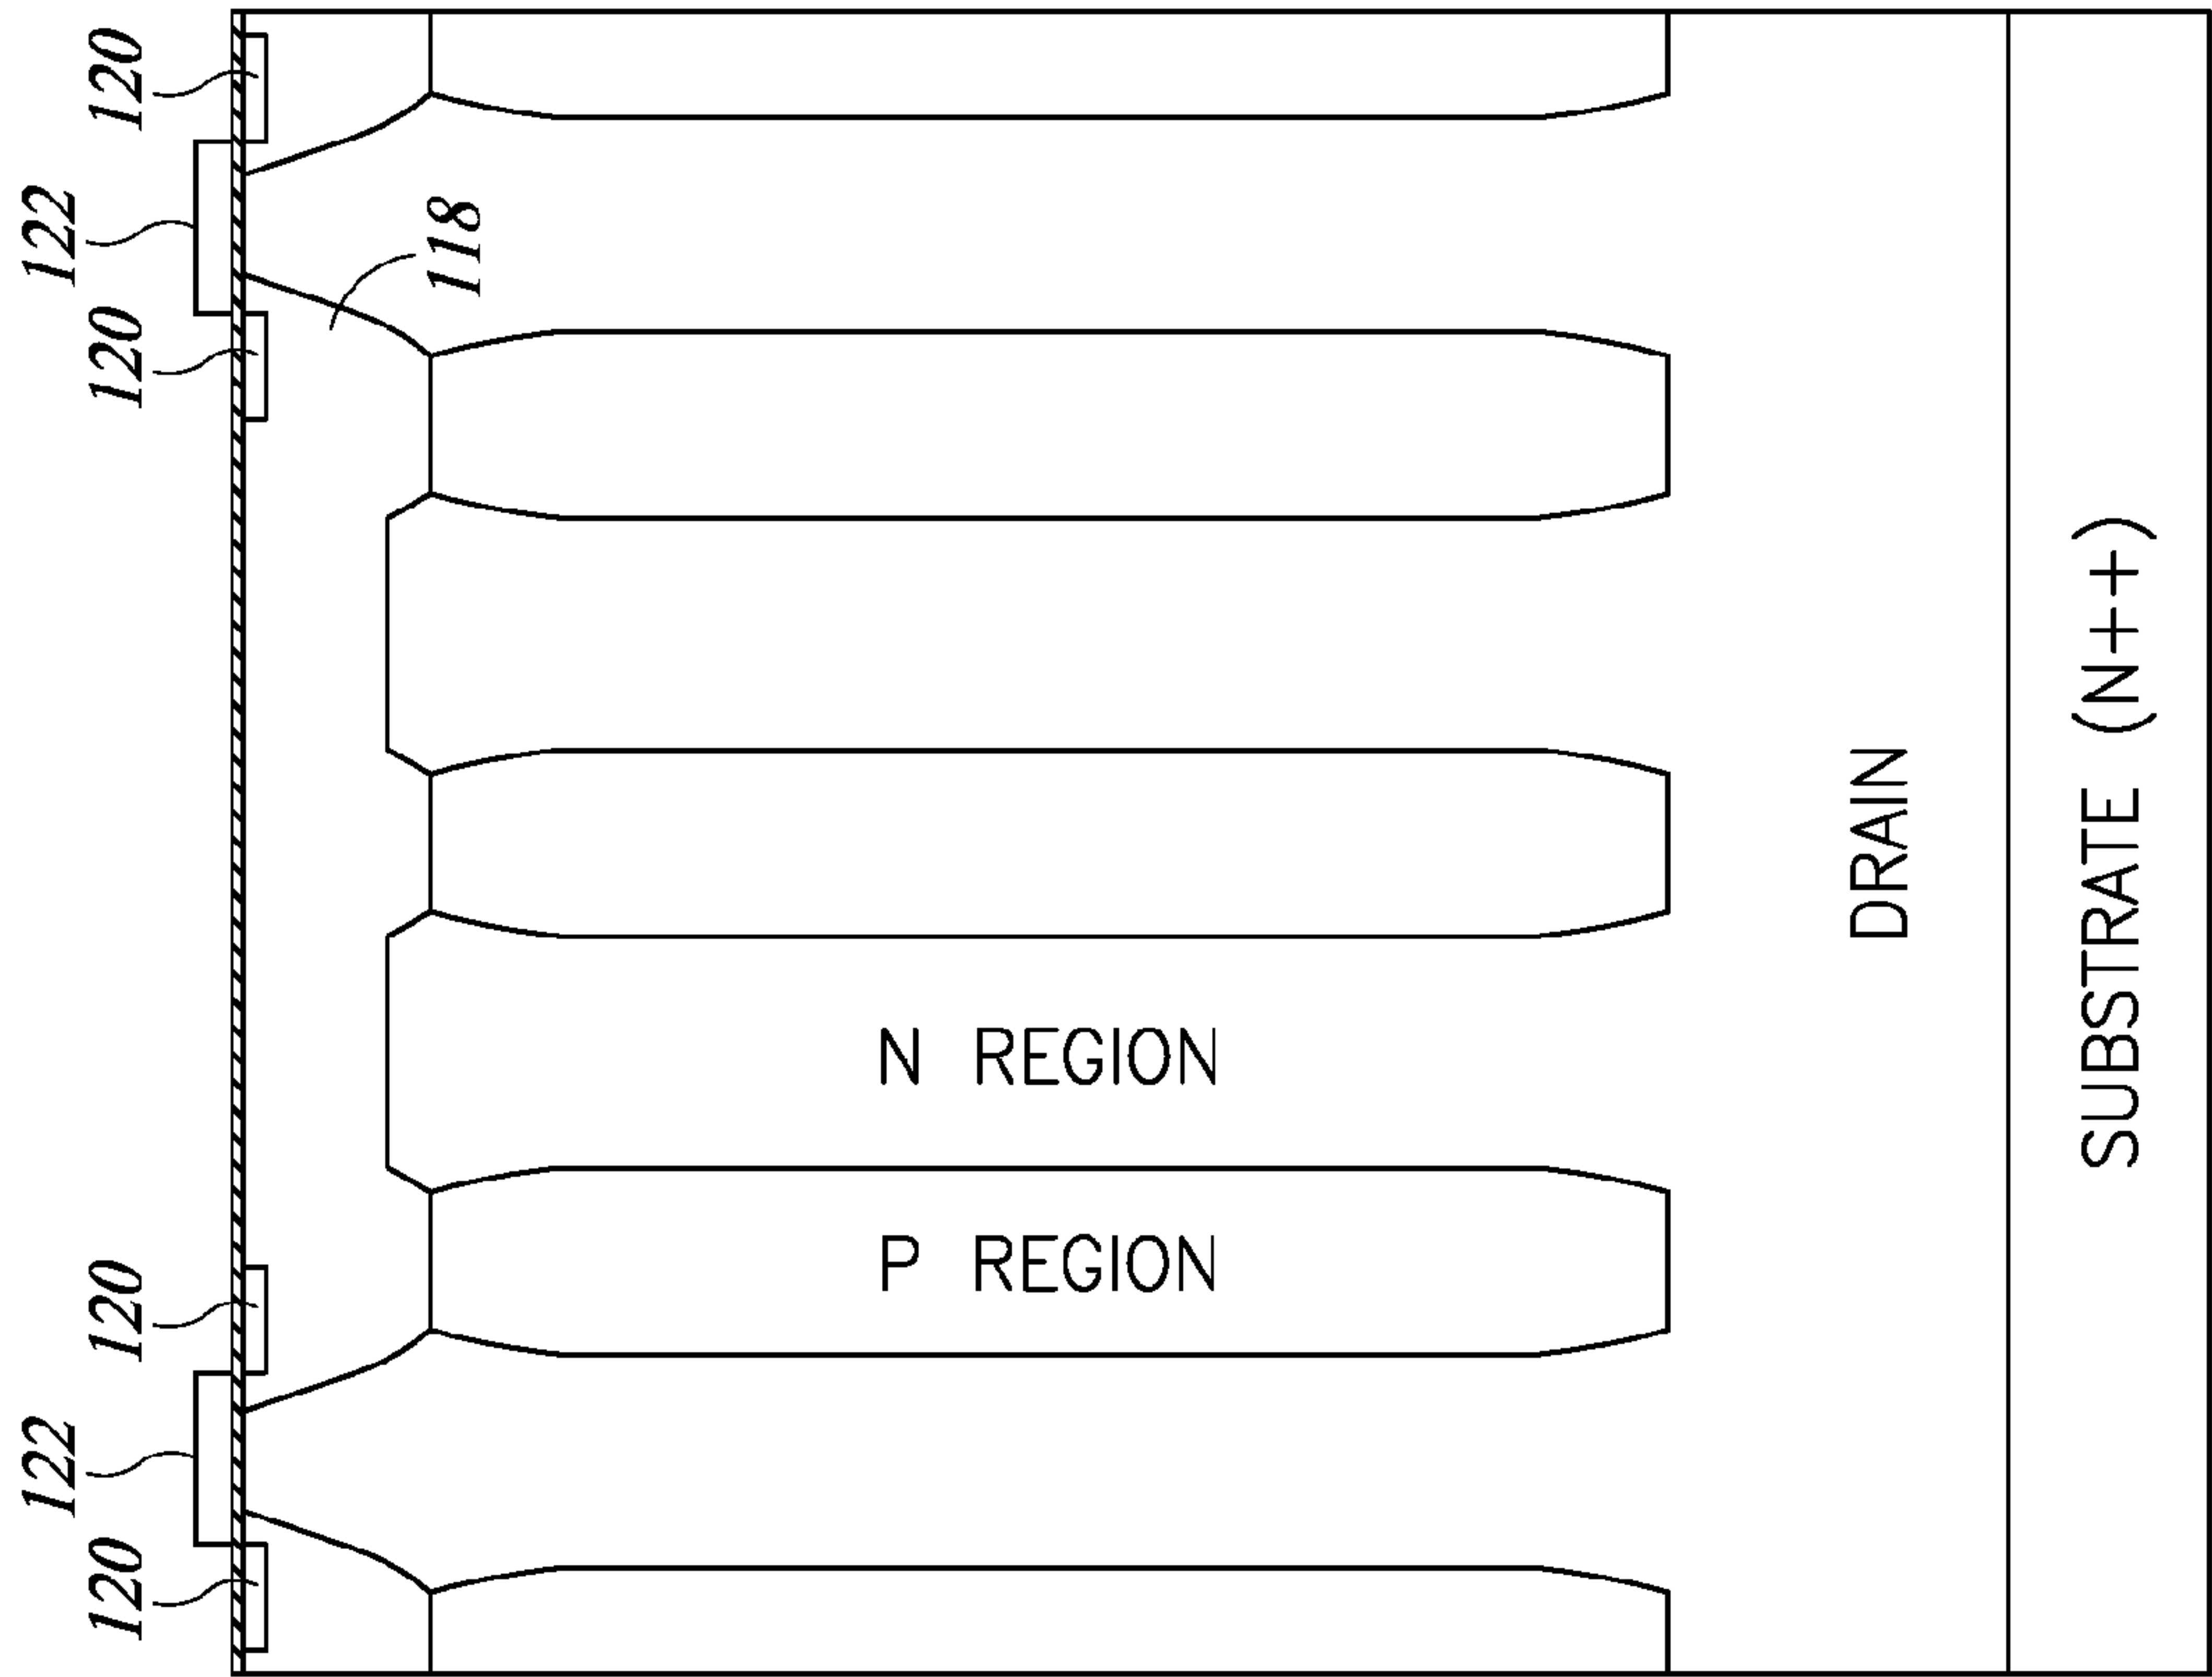 122 122
120 120 120 120
118
P REGION
N REGION
DRAIN
SUBSTRATE (N++)